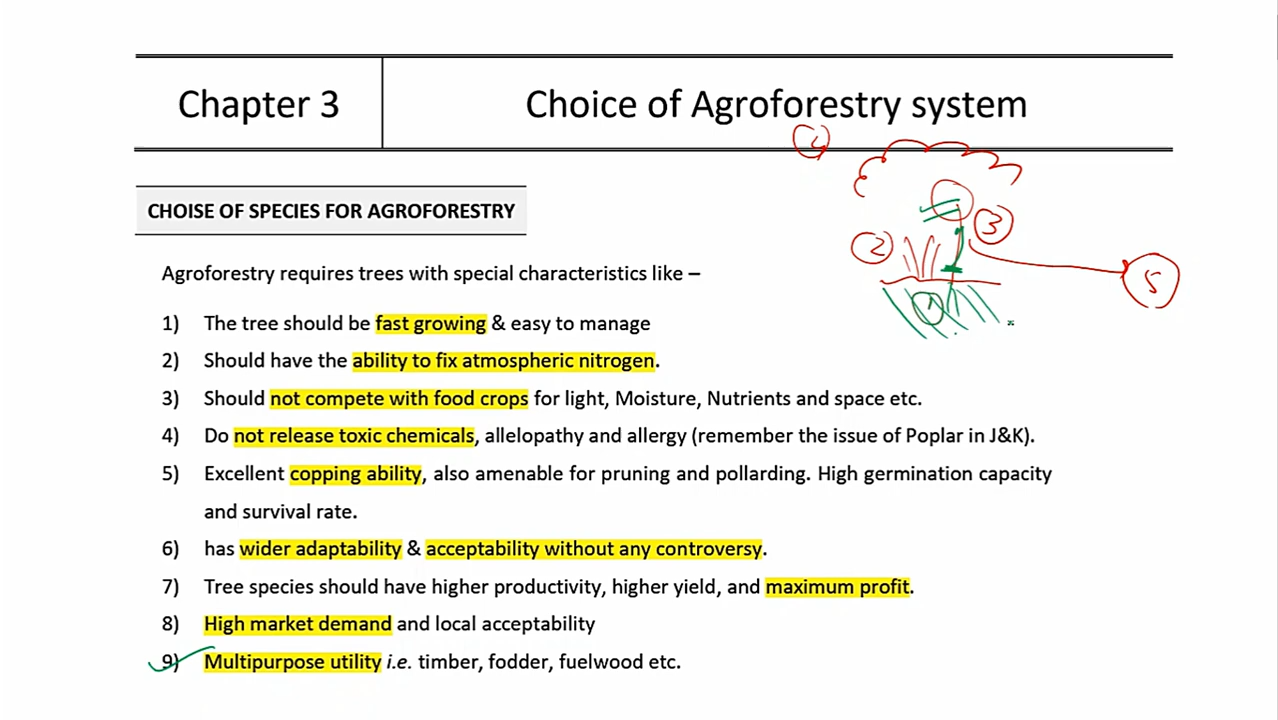 Chapter 3
Choice of Agroforestry system
CHOISE OF SPECIES FOR AGROFORESTRY
Agroforestry requires trees with special characteristics like –
1) The tree should be fast growing & easy to manage
2) Should have the ability to fix atmospheric nitrogen.
3) Should not compete with food crops for light, Moisture, Nutrients and space etc.
4) Do not release toxic chemicals, allelopathy and allergy (remember the issue of Poplar in J&K).
5) Excellent copping ability, also amenable for pruning and pollarding. High germination capacity
and survival rate.
6) has wider adaptability & acceptability without any controversy.
7) Tree species should have higher productivity, higher yield, and maximum profit.
8) High market demand and local acceptability
9) Multipurpose utility i.e. timber, fodder, fuelwood etc.
4
2
3
5
1